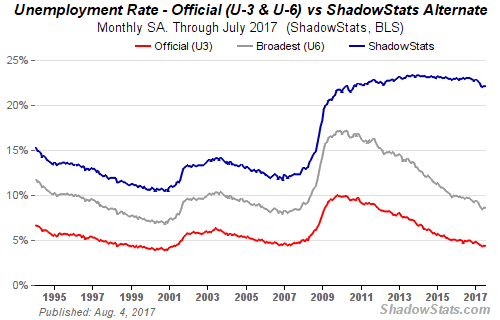 Unemployment Rate - Official (U-3 & U-6) vs ShadowStats Alternate
Monthly SA. Through July 2017 (ShadowStats, BLS)
Official (U3) Broadest (U6) ShadowStats
25%
20%
15%
10%
5%
0%
1995 1997 1999 2001 2003 2005 2007 2009 2011 2013 2015 2017
Published: Aug. 4, 2017
ShadowStats.com